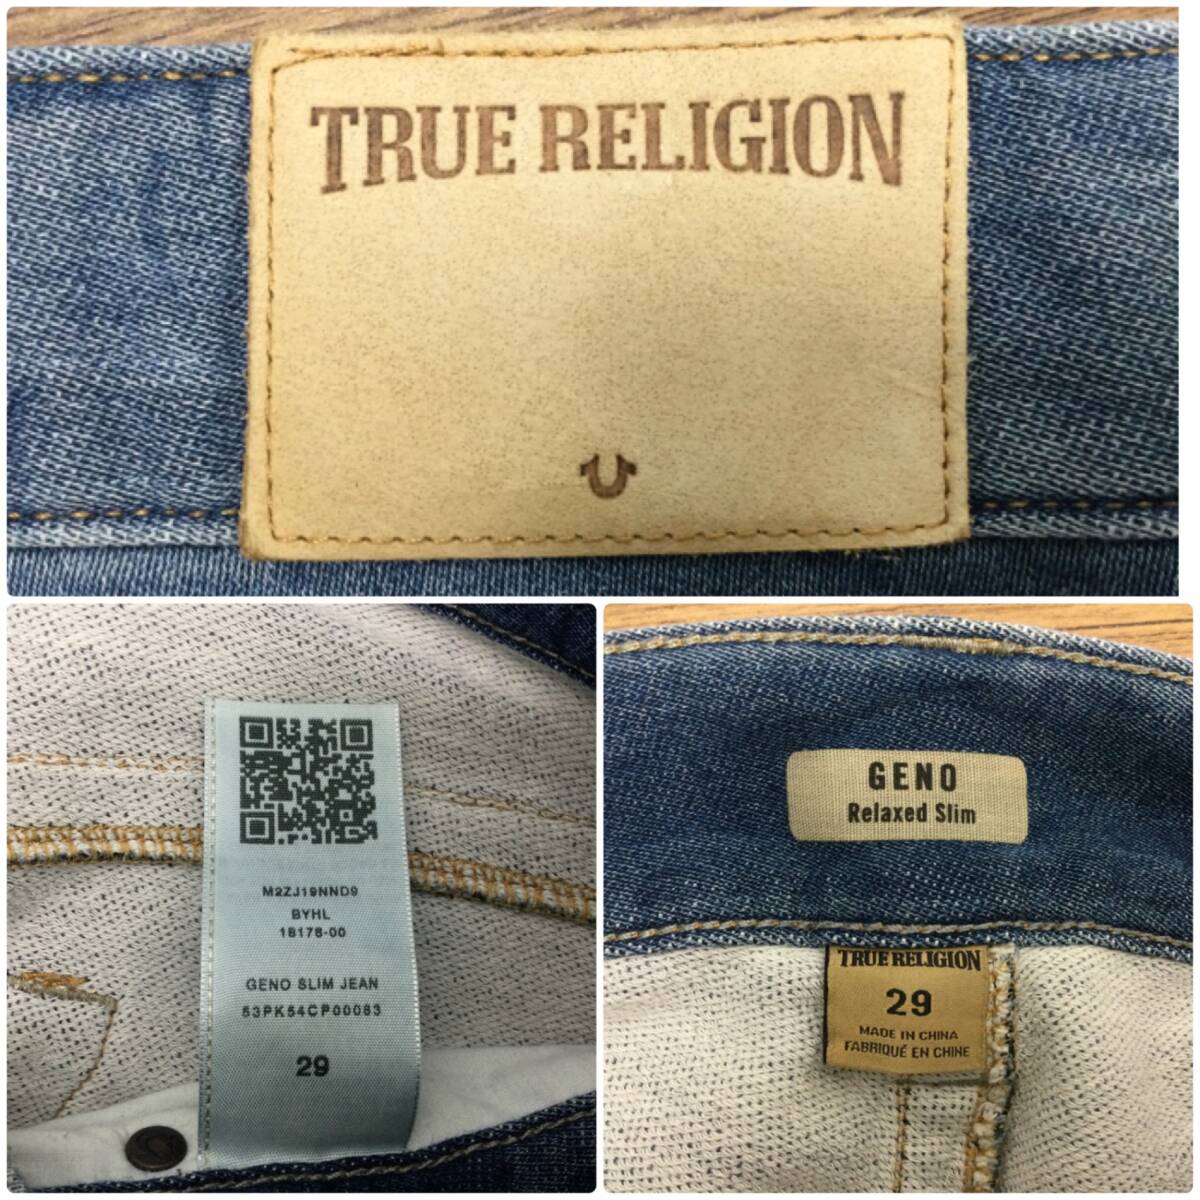 TRUE RELIGION
M2ZJ19NND9
BYHL
18178-00
GENO SLIM JEAN
53PK54CP00083
29
GENO
Relaxed Slim
TRUE RELIGION
29
MADE IN CHINA
FABRIQUÉ EN CHINE